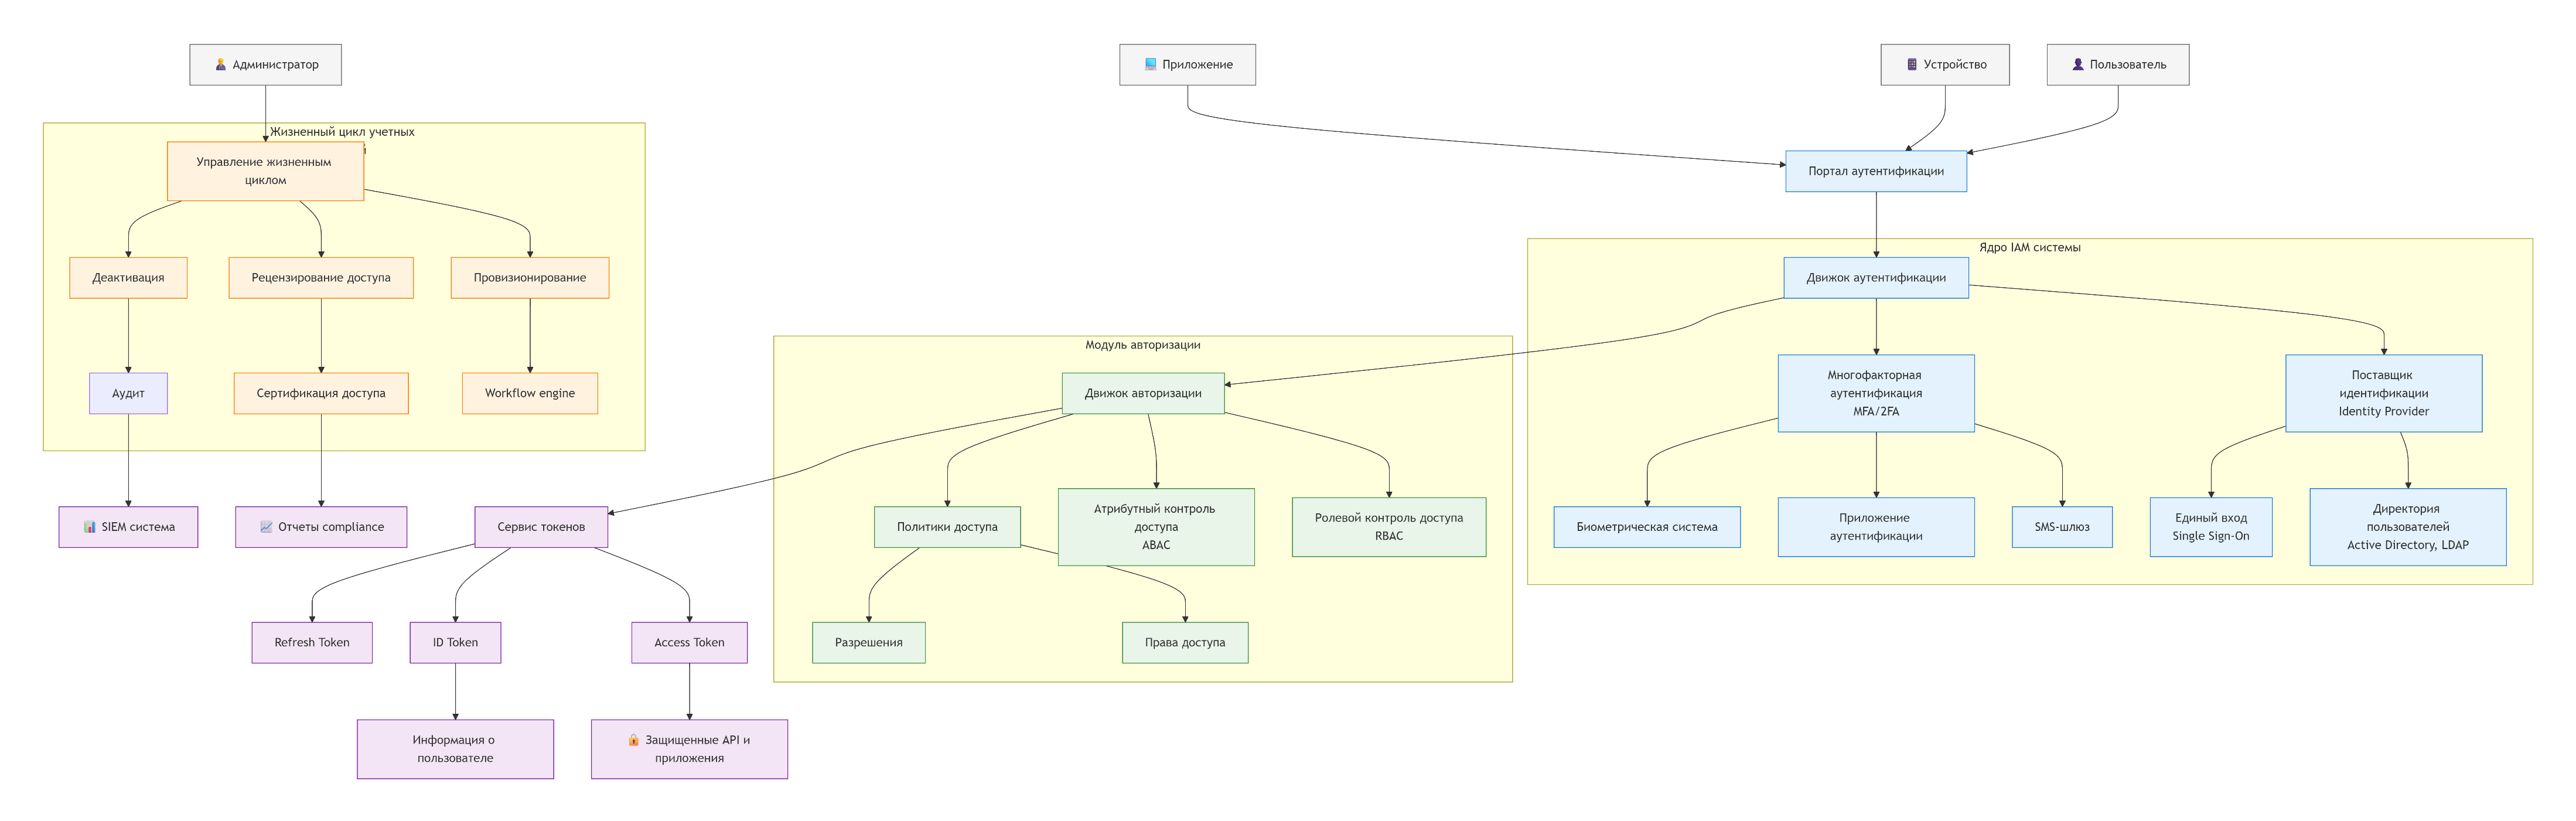 Администратор
Приложение
Устройство
Пользователь
Жизненный цикл учетных
Управление жизненным
циклом
Портал аутентификации
Ядро IAM системы
Деактивация
Рецензирование доступа
Провизионирование
Движок аутентификации
Модуль авторизации
Аудит
Сертификация доступа
Workflow engine
Движок авторизации
Многофакторная
аутентификация
MFA/2FA
Поставщик
идентификации
Identity Provider
SIEM система
Отчеты compliance
Сервис токенов
Политики доступа
Атрибутный контроль
доступа
ABAC
Ролевой контроль доступа
RBAC
Биометрическая система
Приложение
аутентификации
SMS-шлюз
Единый вход
Single Sign-On
Директория
пользователей
Active Directory, LDAP
Refresh Token
ID Token
Access Token
Разрешения
Права доступа
Информация о
пользователе
Защищенные API и
приложения